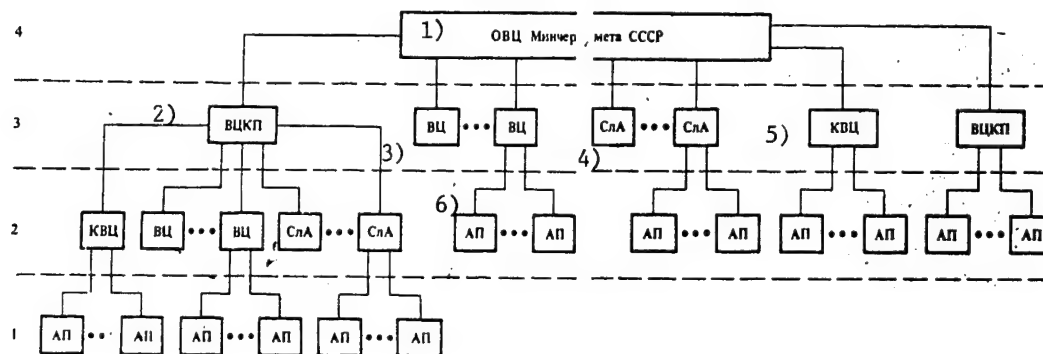 4
1) ОВЦ Минчер мета СССР
3
2) ВЦКП
ВЦ ••• ВЦ
СлА ••• СлА
5) КВЦ
ВЦКП
3)
4)
2
КВЦ
ВЦ ••• ВЦ
СлА ••• СлА
6) АП ••• АП
АП ••• АП
АП ••• АП
АП ••• АП
1
АП ••• АП
АП ••• АП
АП ••• АП